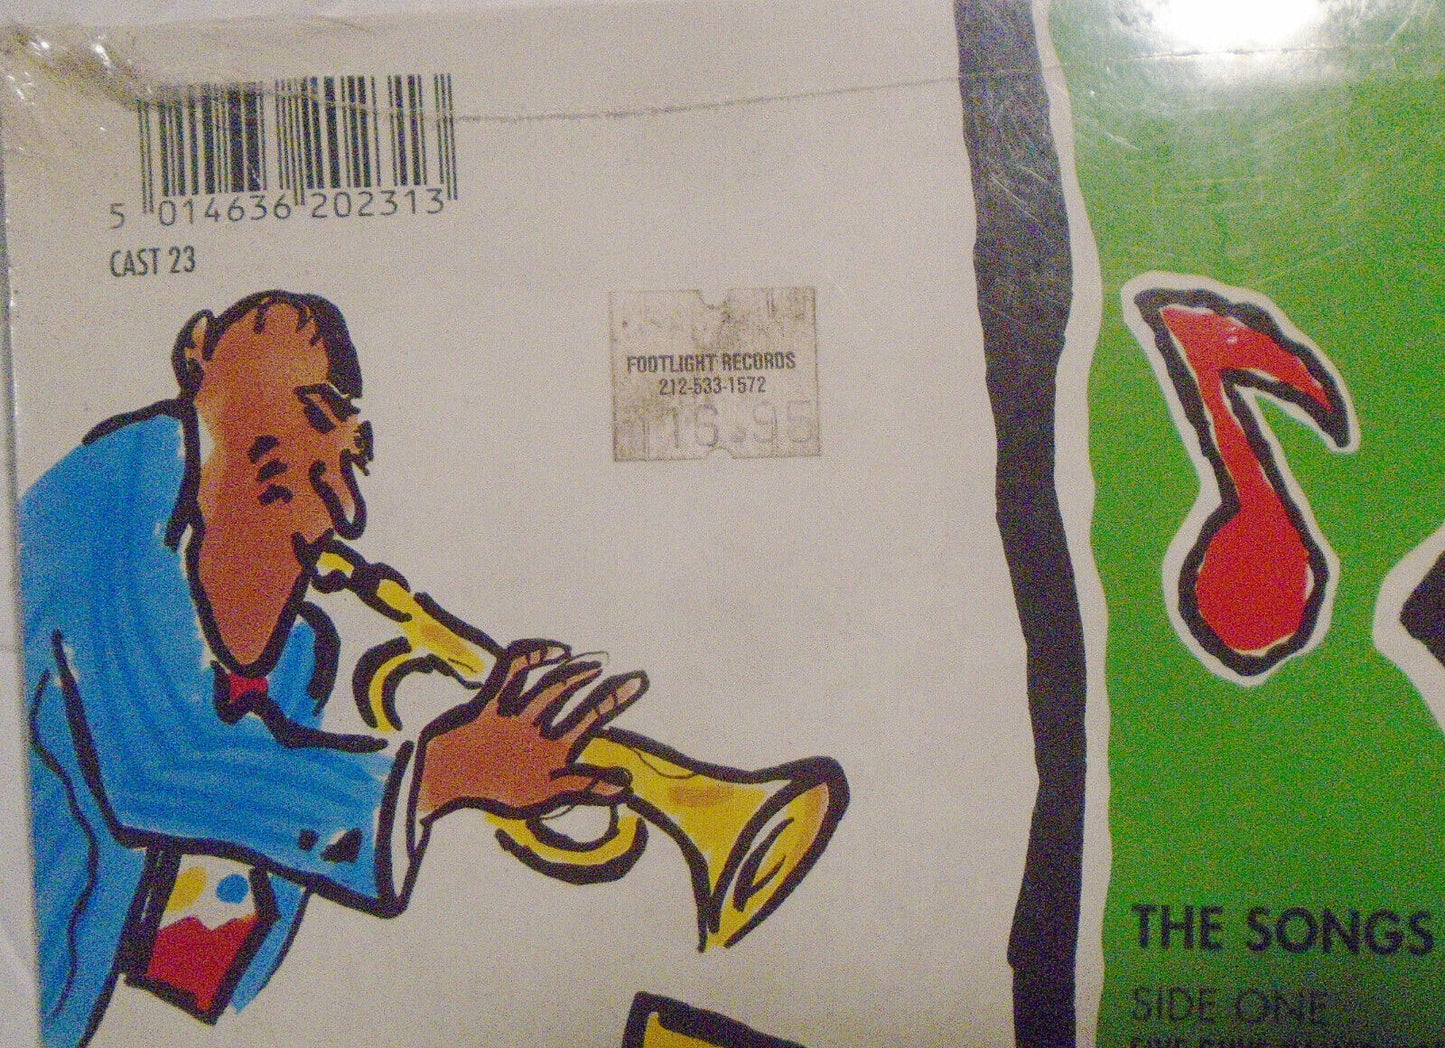 5 014636 202313
CAST 23
FOOTLIGHT RECORDS
212-533-1572
16.95
THE SONGS
SIDE ONE